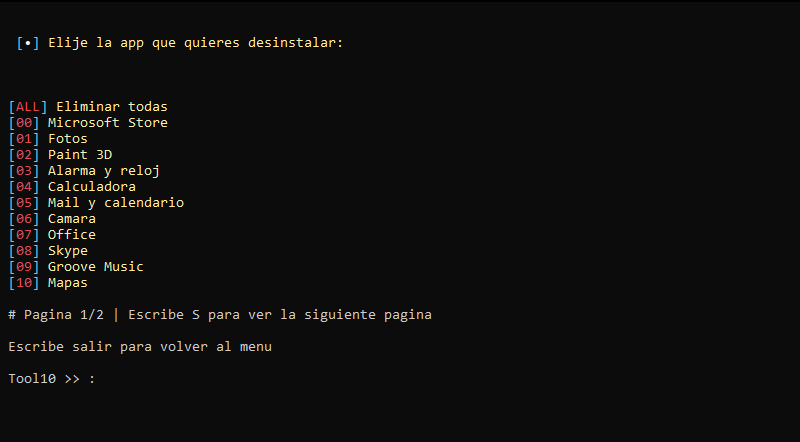 [•] Elije la app que quieres desinstalar:
[ALL] Eliminar todas
[00] Microsoft Store
[01] Fotos
[02] Paint 3D
[03] Alarma y reloj
[04] Calculadora
[05] Mail y calendario
[06] Camara
[07] Office
[08] Skype
[09] Groove Music
[10] Mapas
# Pagina 1/2 | Escribe S para ver la siguiente pagina
Escribe salir para volver al menu
Tool10 >> :